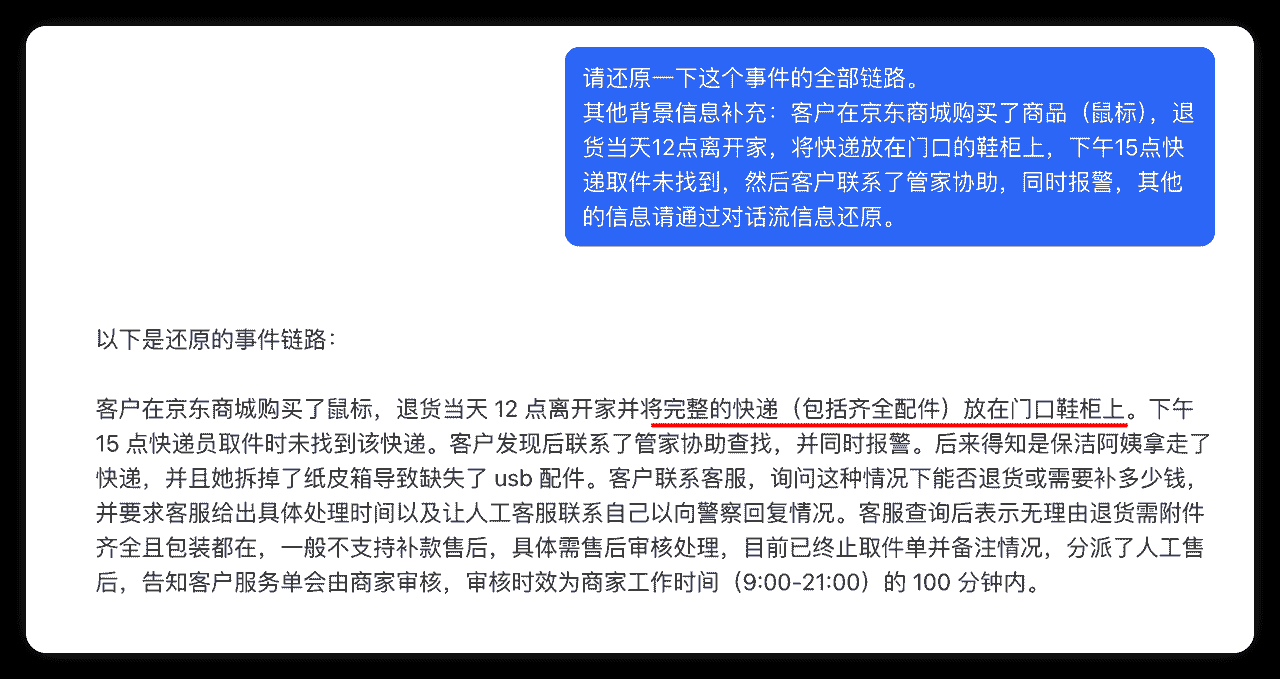 请还原一下这个事件的全部链路。
其他背景信息补充：客户在京东商城购买了商品（鼠标），退
货当天12点离开家，将快递放在门口的鞋柜上，下午15点快
递取件未找到，然后客户联系了管家协助，同时报警，其他
的信息请通过对话流信息还原。
以下是还原的事件链路：
客户在京东商城购买了鼠标，退货当天 12 点离开家并将完整的快递（包括齐全配件）放在门口鞋柜上。下午
15 点快递员取件时未找到该快递。客户发现后联系了管家协助查找，并同时报警。后来得知是保洁阿姨拿走了
快递，并且她拆掉了纸皮箱导致缺失了 usb 配件。客户联系客服，询问这种情况下能否退货或需要补多少钱，
并要求客服给出具体处理时间以及让人工客服联系自己以向警察回复情况。客服查询后表示无理由退货需附件
齐全且包装都在，一般不支持补款售后，具体需售后审核处理，目前已终止取件单并备注情况，分派了人工售
后，告知客户服务单会由商家审核，审核时效为商家工作时间（9:00-21:00）的 100 分钟内。